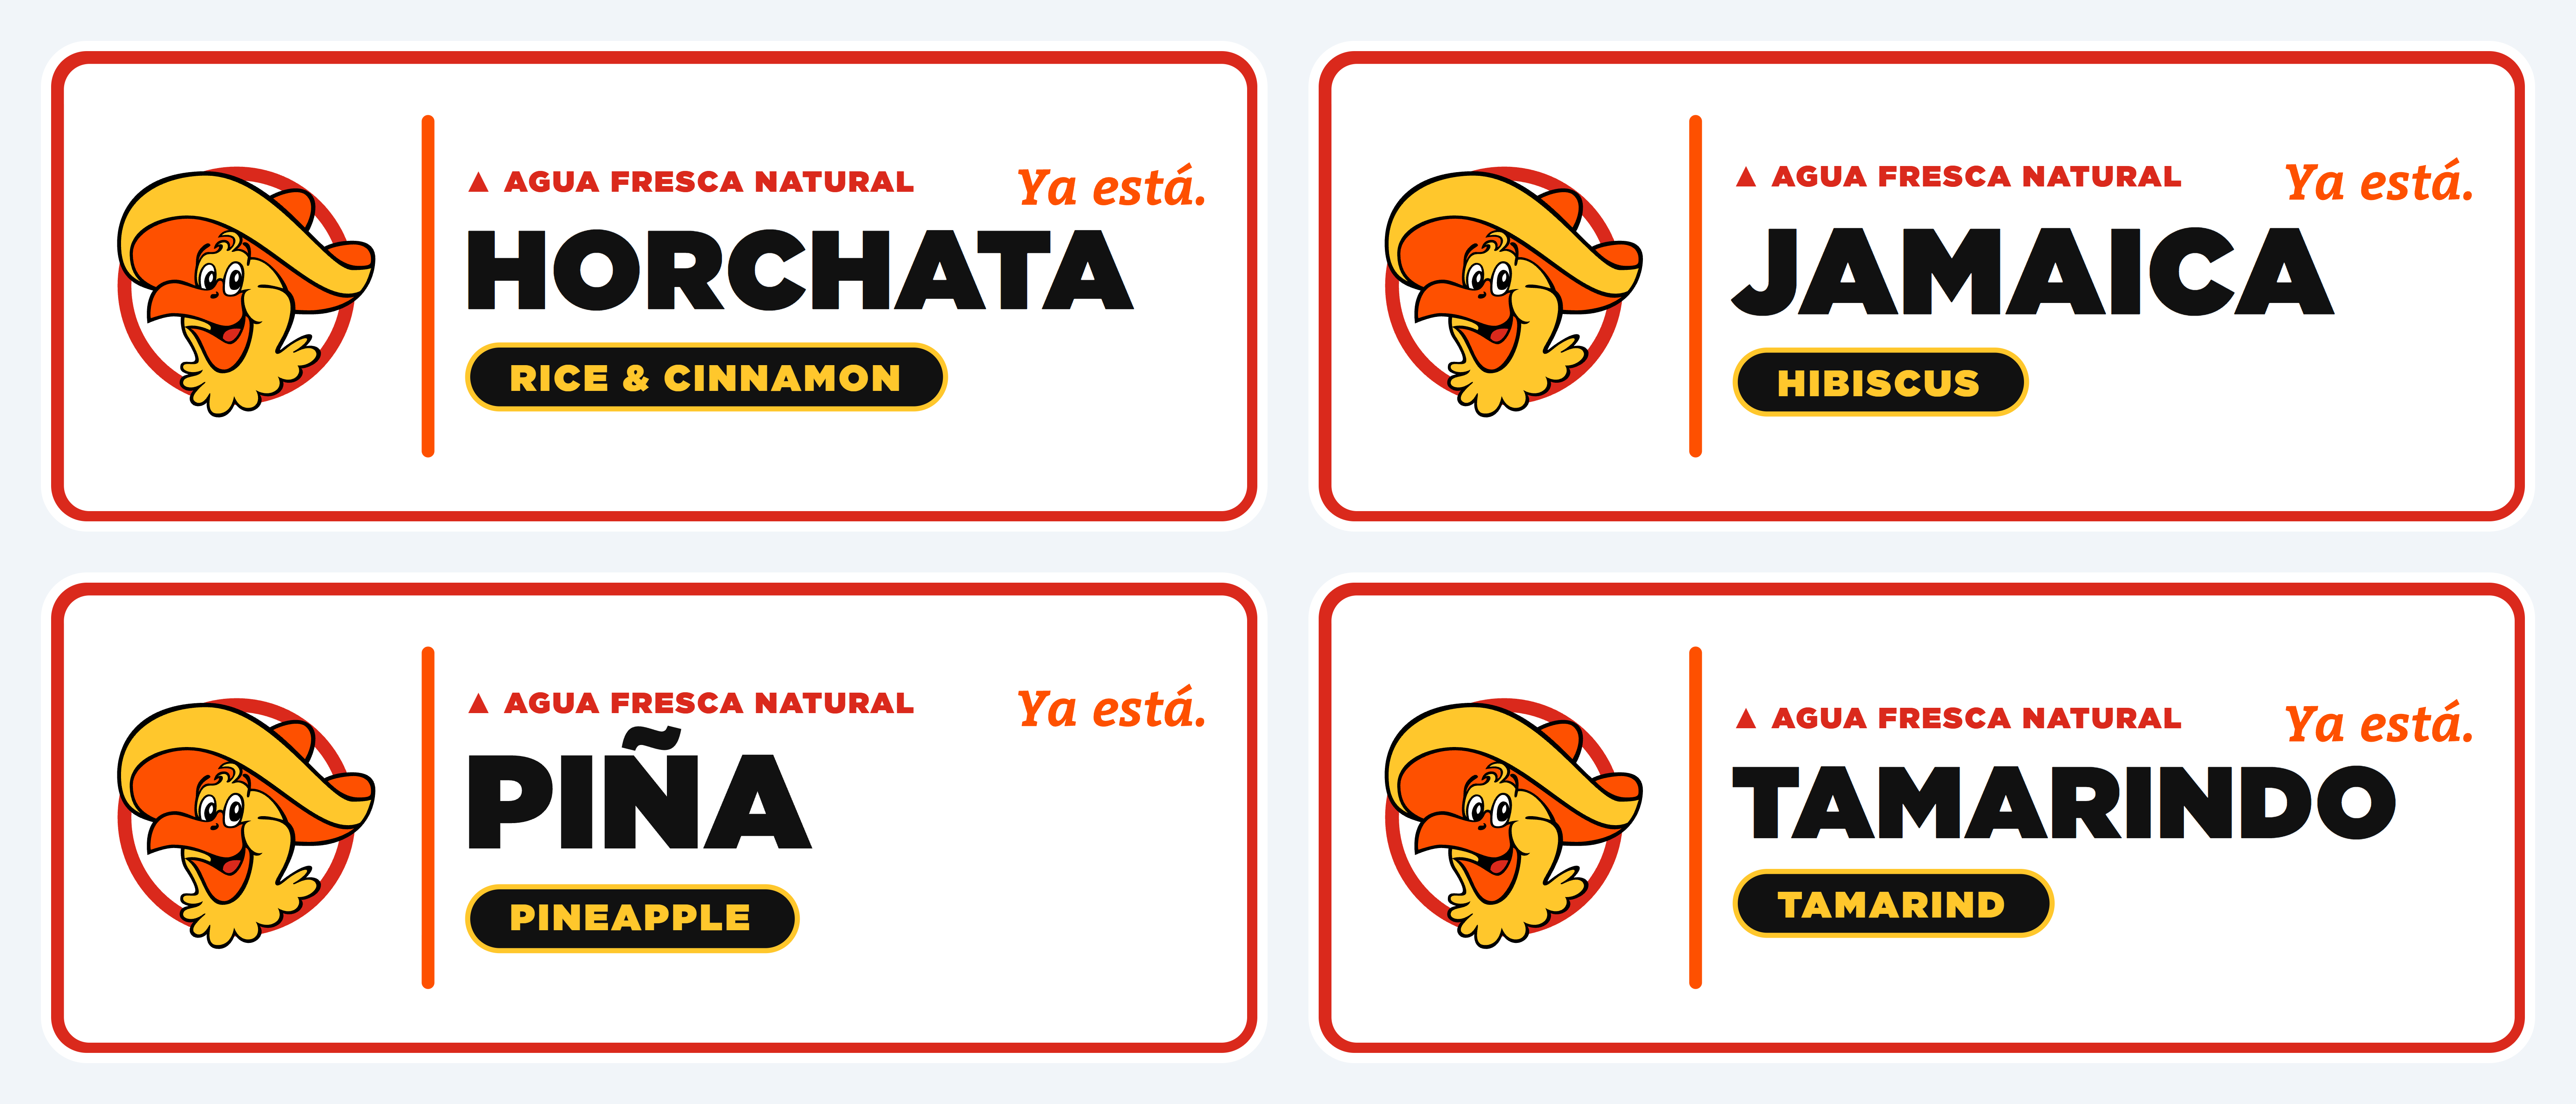 ▲ AGUA FRESCA NATURAL
Ya está.
HORCHATA
RICE & CINNAMON
▲ AGUA FRESCA NATURAL
Ya está.
JAMAICA
HIBISCUS
▲ AGUA FRESCA NATURAL
Ya está.
PIÑA
PINEAPPLE
▲ AGUA FRESCA NATURAL
Ya está.
TAMARINDO
TAMARIND